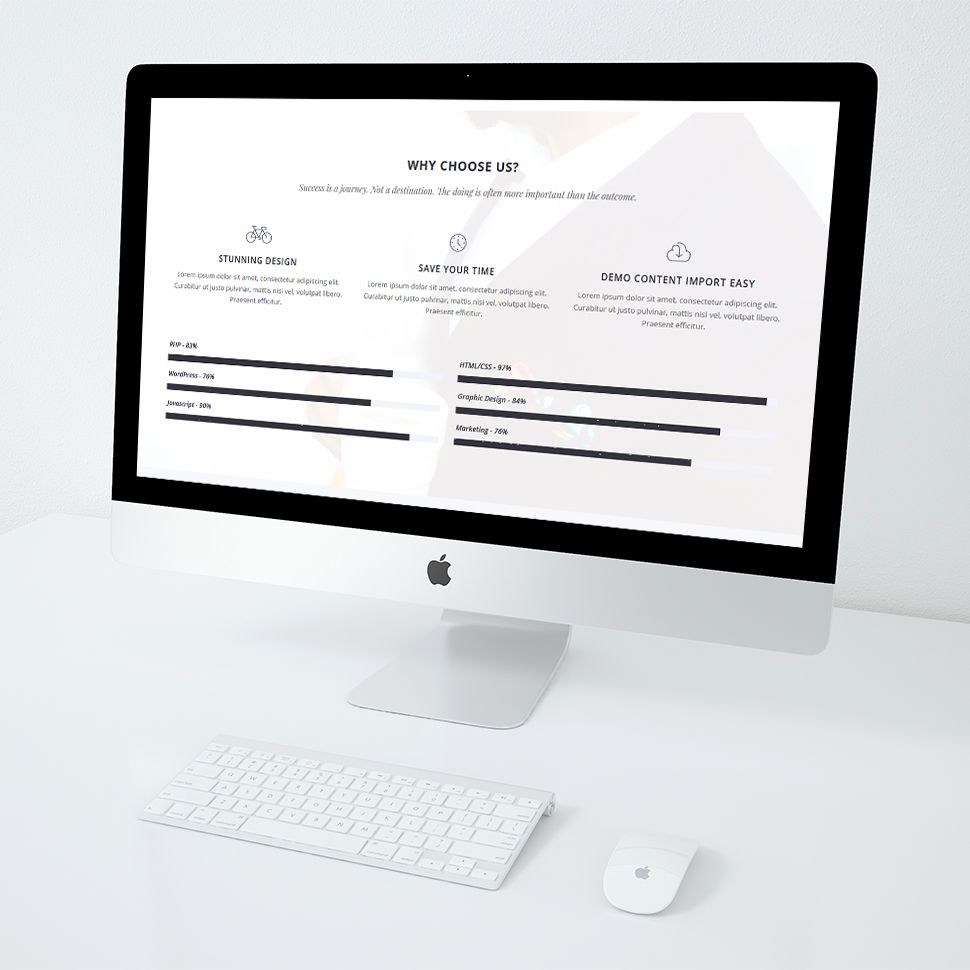 WHY CHOOSE US?
Success is a journey. Not a destination. The doing is often more important than the outcome.
STUNNING DESIGN
Lorem ipsum dolor sit amet, consectetur adipiscing elit.
Curabitur ut justo pulvinar, mattis nisi vel, volutpat libero.
Praesent efficitur.
SAVE YOUR TIME
Lorem ipsum dolor sit amet, consectetur adipiscing elit.
Curabitur ut justo pulvinar, mattis nisi vel, volutpat libero.
Praesent efficitur.
DEMO CONTENT IMPORT EASY
Lorem ipsum dolor sit amet, consectetur adipiscing elit.
Curabitur ut justo pulvinar, mattis nisi vel, volutpat libero.
Praesent efficitur.
PHP - 83%
WordPress - 76%
Javascript - 90%
HTML/CSS - 97%
Graphic Design - 84%
Marketing - 76%
Q W E R T Y U I O P
A S D F G H J K L
Z X C V B N M